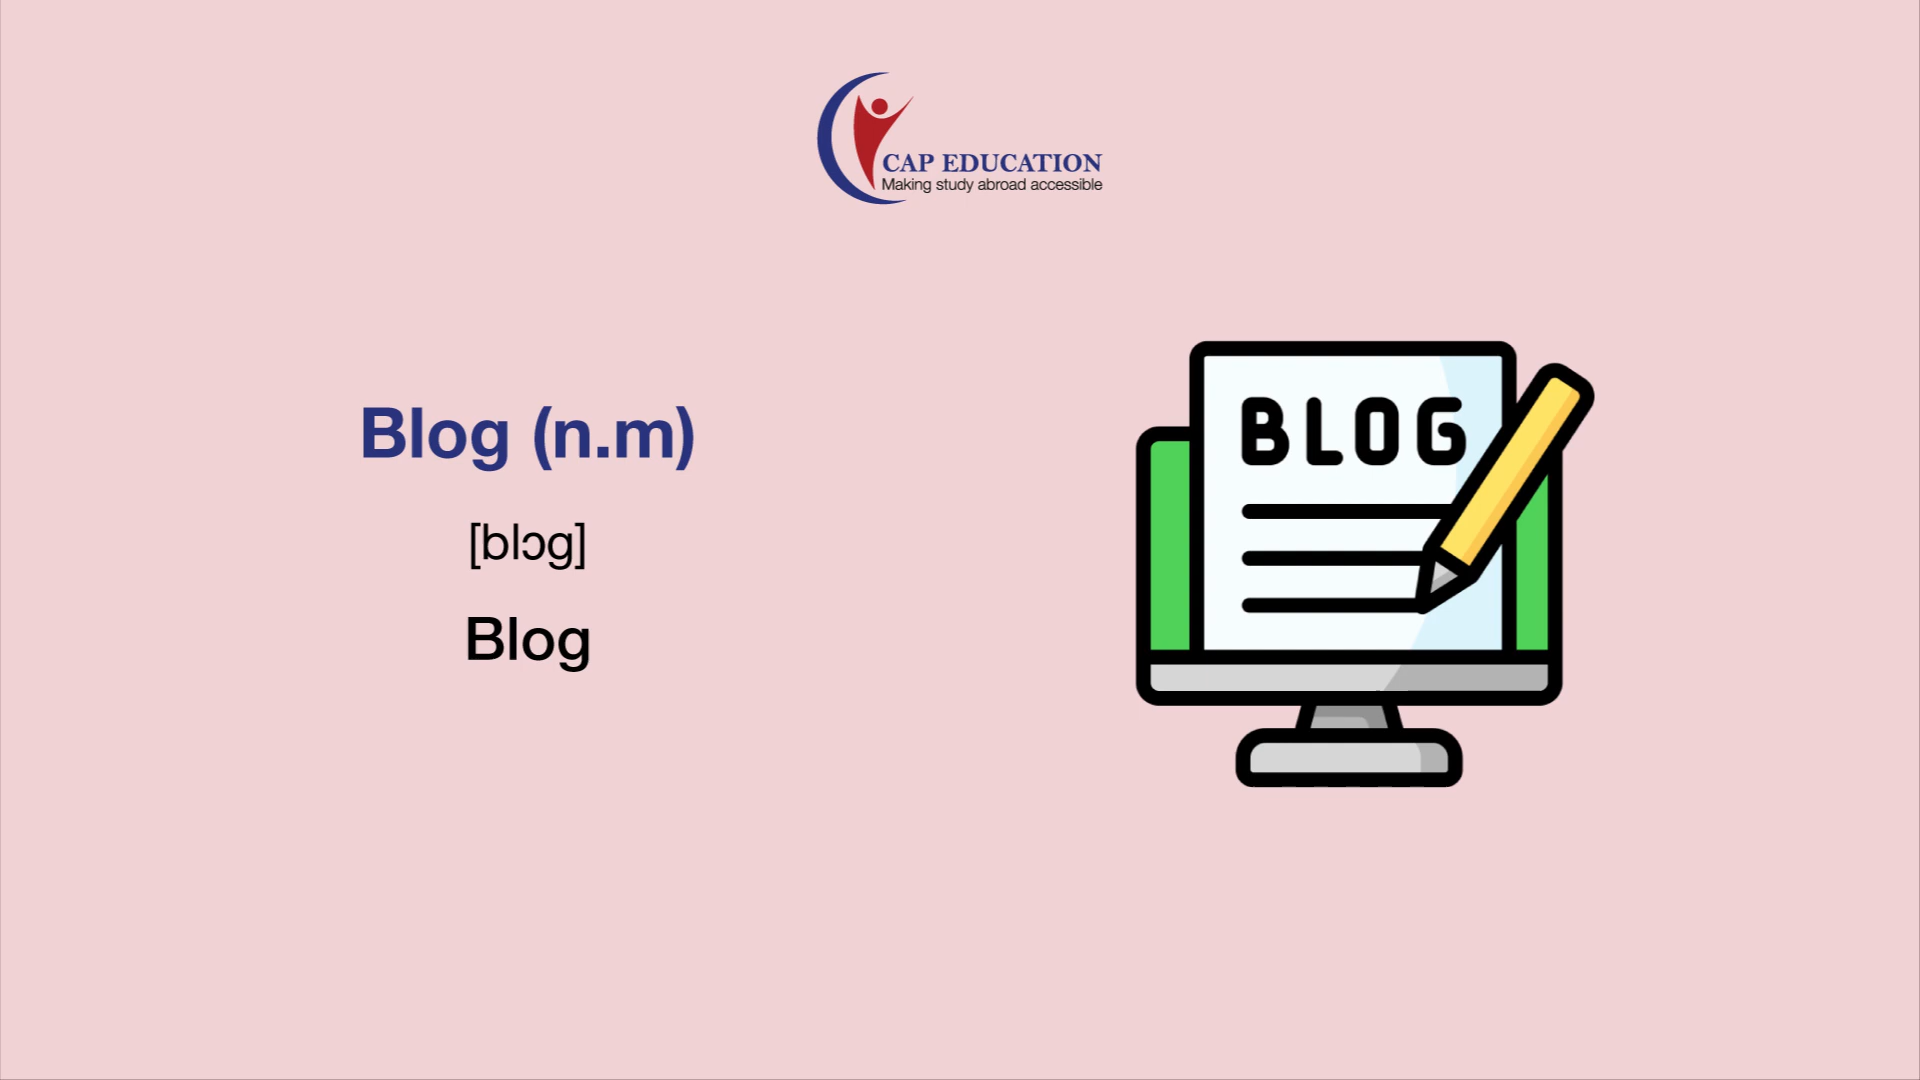 CAP EDUCATION
Making study abroad accessible
Blog (n.m)
[blɔg]
Blog
BLOG